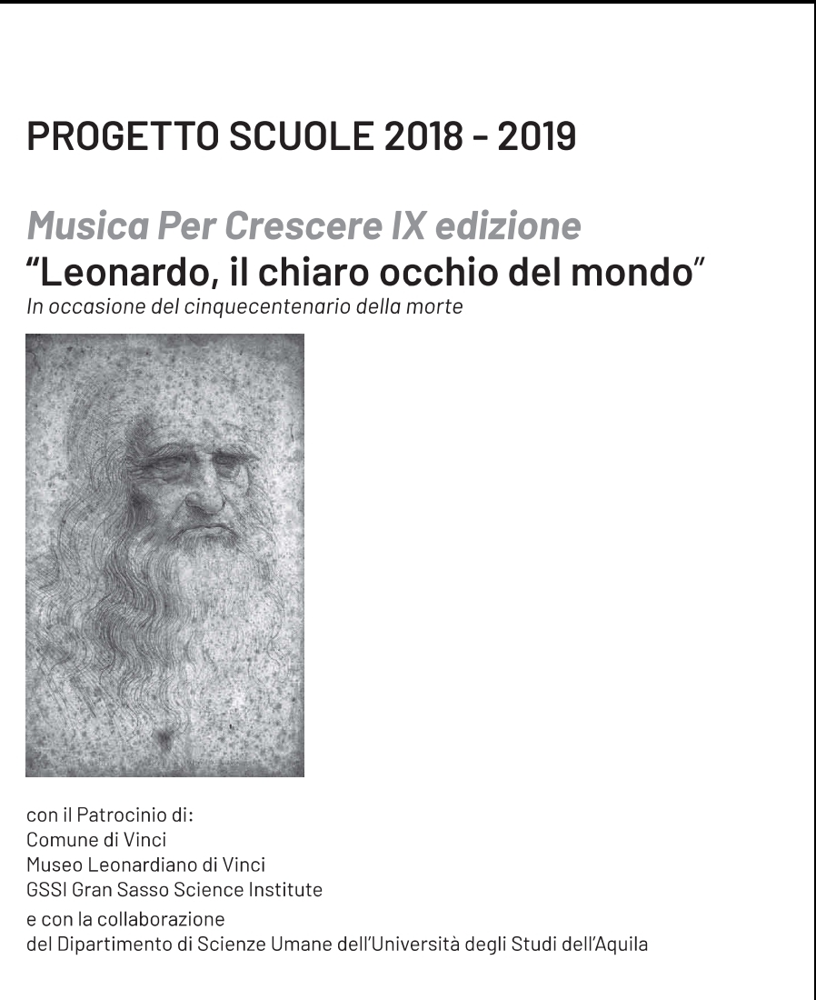 PROGETTO SCUOLE 2018 - 2019
Musica Per Crescere IX edizione
“Leonardo, il chiaro occhio del mondo”
In occasione del cinquecentenario della morte
con il Patrocinio di:
Comune di Vinci
Museo Leonardiano di Vinci
GSSI Gran Sasso Science Institute
e con la collaborazione
del Dipartimento di Scienze Umane dell’Università degli Studi dell’Aquila